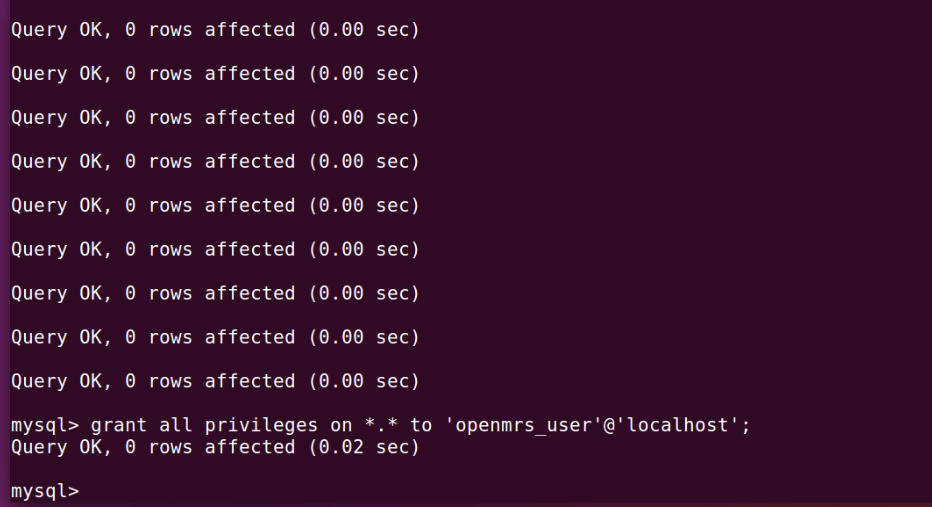 Query OK, 0 rows affected (0.00 sec)
Query OK, 0 rows affected (0.00 sec)
Query OK, 0 rows affected (0.00 sec)
Query OK, 0 rows affected (0.00 sec)
Query OK, 0 rows affected (0.00 sec)
Query OK, 0 rows affected (0.00 sec)
Query OK, 0 rows affected (0.00 sec)
Query OK, 0 rows affected (0.00 sec)
Query OK, 0 rows affected (0.00 sec)
mysql> grant all privileges on *.* to 'openmrs_user'@'localhost';
Query OK, 0 rows affected (0.02 sec)
mysql>